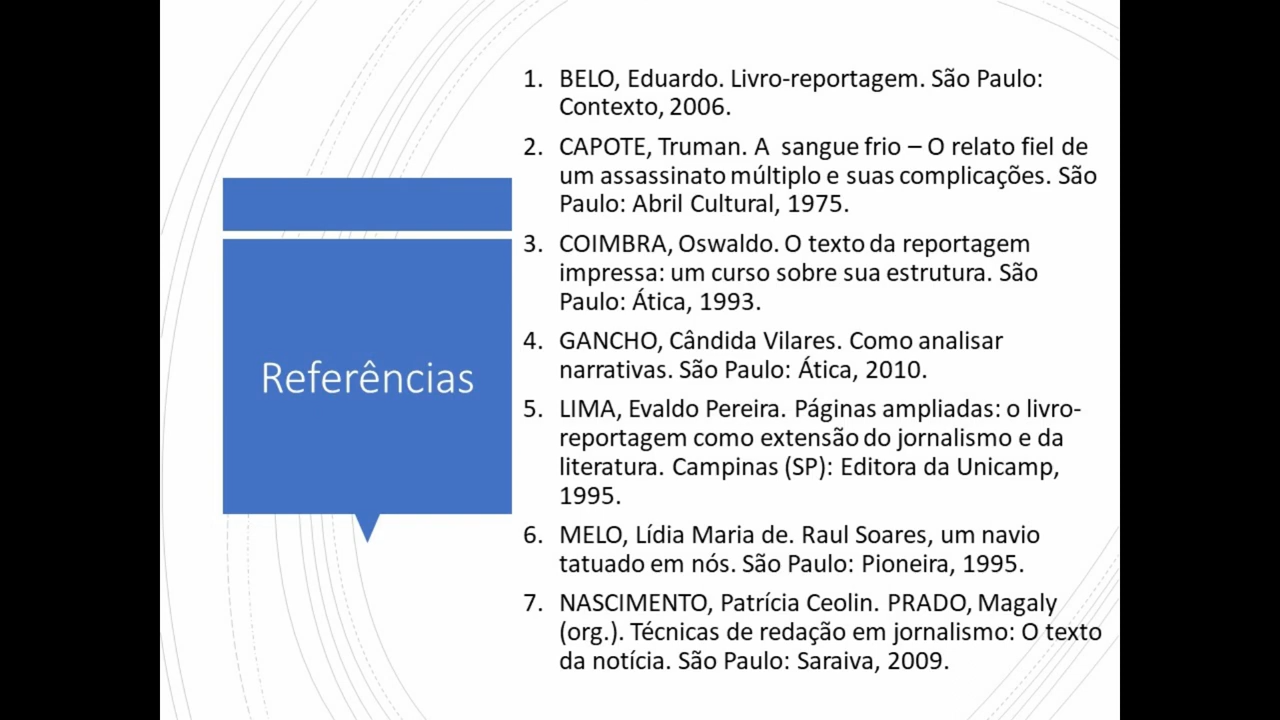 Referências
1. BELO, Eduardo. Livro-reportagem. São Paulo:
Contexto, 2006.
2. CAPOTE, Truman. A sangue frio – O relato fiel de
um assassinato múltiplo e suas complicações. São
Paulo: Abril Cultural, 1975.
3. COIMBRA, Oswaldo. O texto da reportagem
impressa: um curso sobre sua estrutura. São
Paulo: Ática, 1993.
4. GANCHO, Cândida Vilares. Como analisar
narrativas. São Paulo: Ática, 2010.
5. LIMA, Evaldo Pereira. Páginas ampliadas: o livro-
reportagem como extensão do jornalismo e da
literatura. Campinas (SP): Editora da Unicamp,
1995.
6. MELO, Lídia Maria de. Raul Soares, um navio
tatuado em nós. São Paulo: Pioneira, 1995.
7. NASCIMENTO, Patrícia Ceolin. PRADO, Magaly
(org.). Técnicas de redação em jornalismo: O texto
da notícia. São Paulo: Saraiva, 2009.